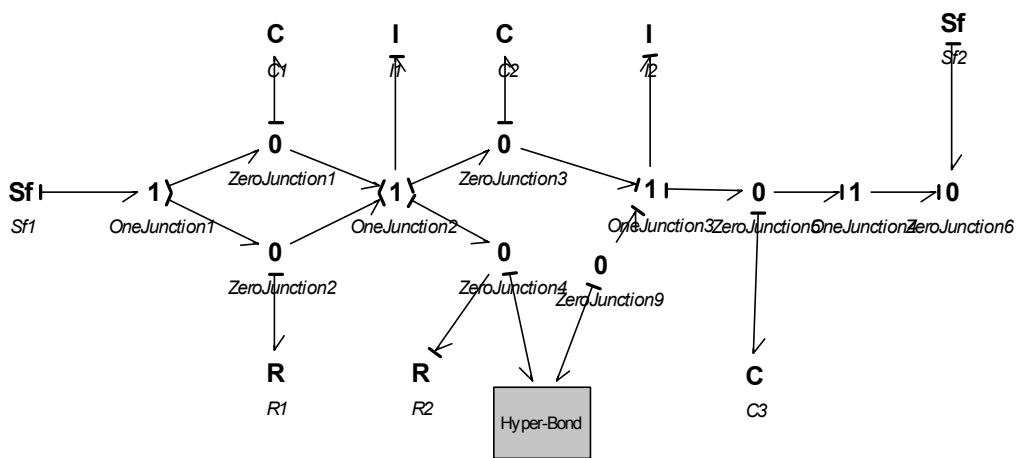 C
I
C
I
Sf
C1
I1
C2
I2
Sf2
0
0
ZeroJunction1
ZeroJunction3
Sf
1
1
1
0
1
0
Sf1
OneJunction1
OneJunction2
OneJunction3
ZeroJunction5
OneJunction4
ZeroJunction6
0
0
0
ZeroJunction2
ZeroJunction4
ZeroJunction9
R
R
C
R1
R2
C3
Hyper-Bond